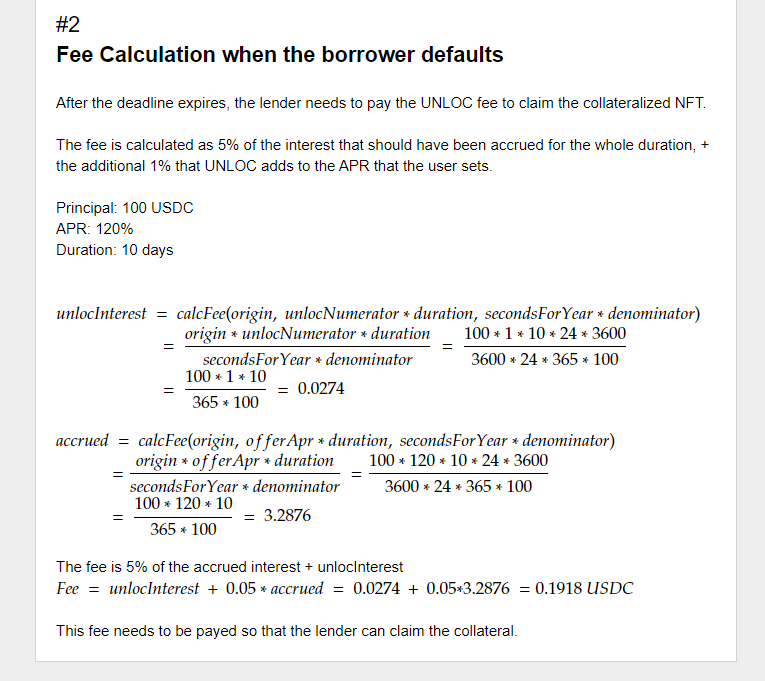 #2
Fee Calculation when the borrower defaults
After the deadline expires, the lender needs to pay the UNLOC fee to claim the collateralized NFT.
The fee is calculated as 5% of the interest that should have been accrued for the whole duration, +
the additional 1% that UNLOC adds to the APR that the user sets.
Principal: 100 USDC
APR: 120%
Duration: 10 days
unlocInterest = calcFee(origin, unlocNumerator * duration, secondsForYear * denominator)
= origin * unlocNumerator * duration / secondsForYear * denominator = 100 * 1 * 10 * 24 * 3600 / 3600 * 24 * 365 * 100
= 100 * 1 * 10 / 365 * 100 = 0.0274
accrued = calcFee(origin, offerApr * duration, secondsForYear * denominator)
= origin * offerApr * duration / secondsForYear * denominator = 100 * 120 * 10 * 24 * 3600 / 3600 * 24 * 365 * 100
= 100 * 120 * 10 / 365 * 100 = 3.2876
The fee is 5% of the accrued interest + unlocInterest
Fee = unlocInterest + 0.05 * accrued = 0.0274 + 0.05*3.2876 = 0.1918 USDC
This fee needs to be payed so that the lender can claim the collateral.